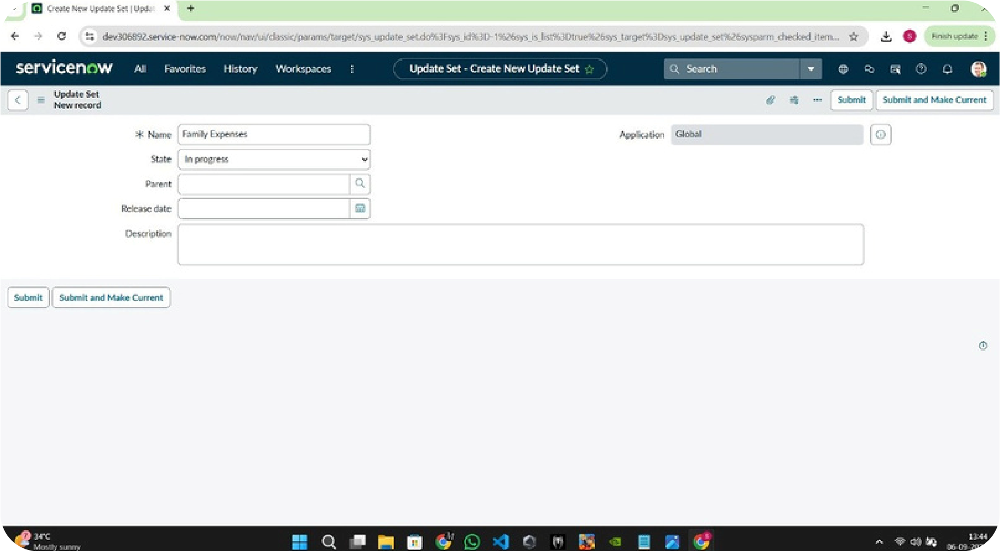 Create New Update Set | Upda
dev306892.service-now.com/now/nav/ui/classic/params/target/sys_update_set.do%3Fsys_id%3D-1%26sys_is_list%3Dtrue%26sys_target%3Dsys_update_set%26sysparm_checked_item...
S
Finish update
servicenow
All
Favorites
History
Workspaces
Update Set - Create New Update Set
Search
Update Set
New record
Submit
Submit and Make Current
Name
Family Expenses
Application
Global
State
In progress
Parent
Release date
Description
Submit
Submit and Make Current
7
34°C
Mostly sunny
13:44
06-09-20